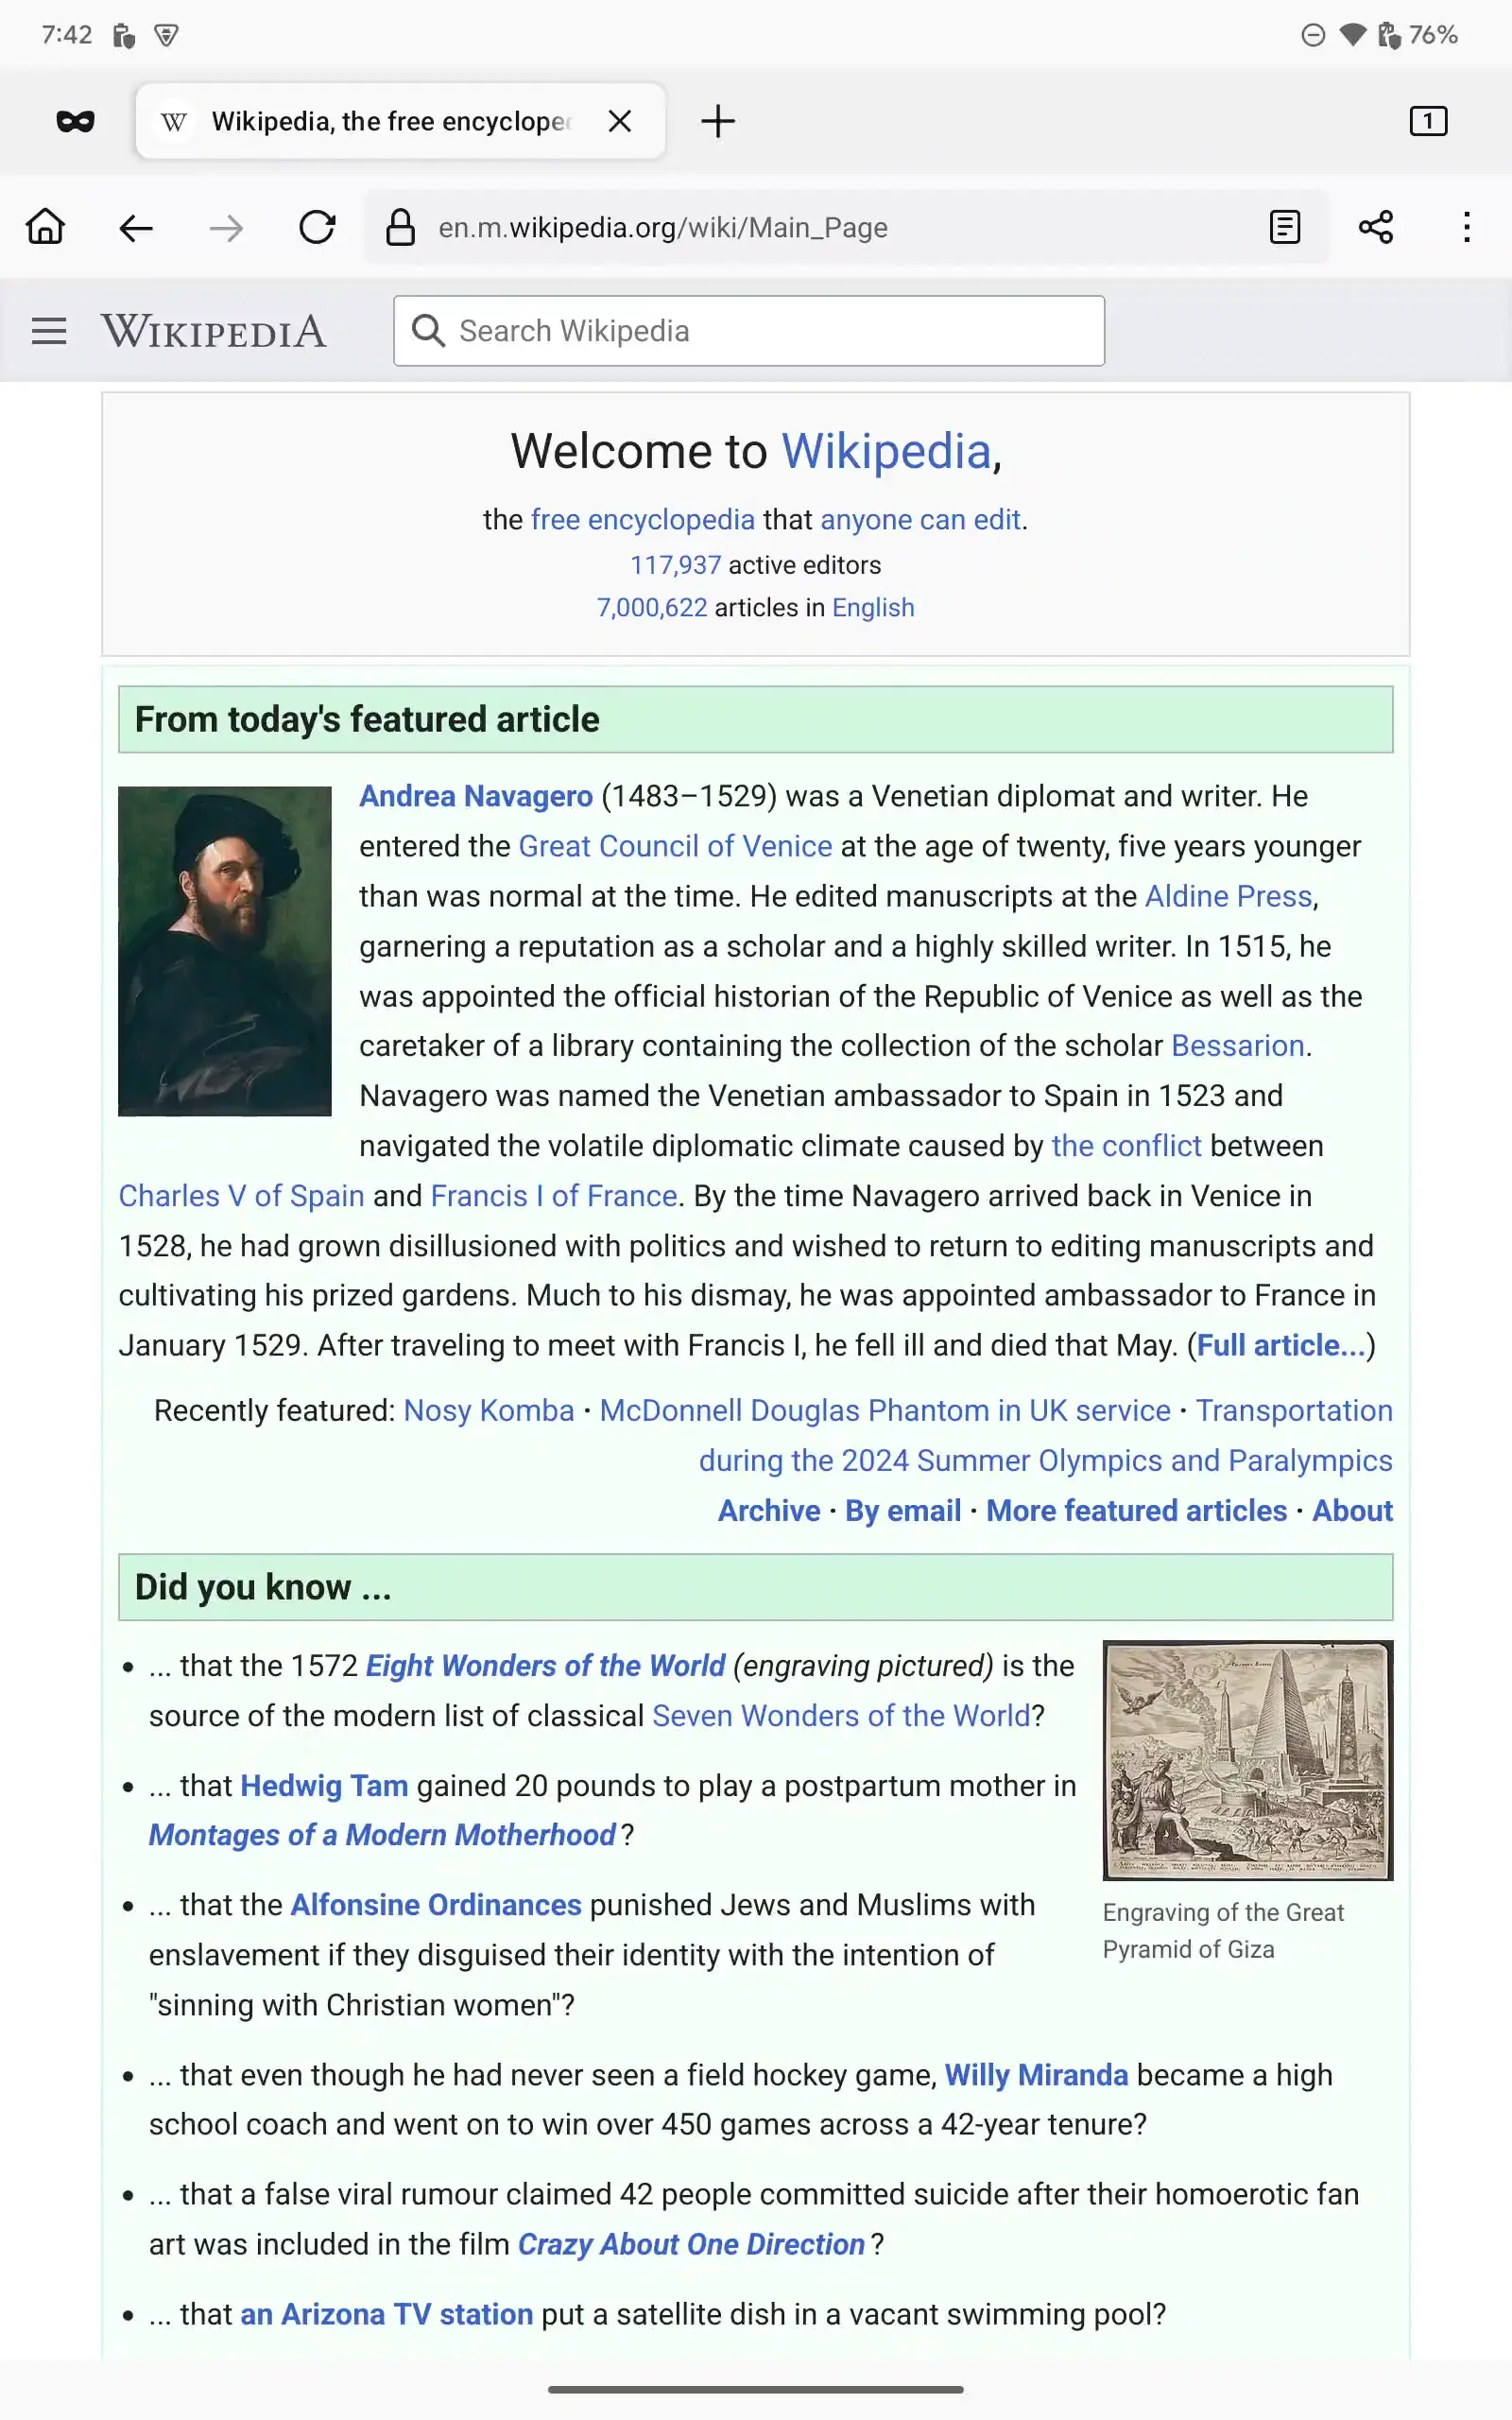 7:42
76%
W Wikipedia, the free encyclope
1
en.m.wikipedia.org/wiki/Main_Page
WIKIPEDIA
Search Wikipedia
Welcome to Wikipedia,
the free encyclopedia that anyone can edit.
117,937 active editors
7,000,622 articles in English
From today's featured article
Andrea Navagero (1483–1529) was a Venetian diplomat and writer. He
entered the Great Council of Venice at the age of twenty, five years younger
than was normal at the time. He edited manuscripts at the Aldine Press,
garnering a reputation as a scholar and a highly skilled writer. In 1515, he
was appointed the official historian of the Republic of Venice as well as the
caretaker of a library containing the collection of the scholar Bessarion.
Navagero was named the Venetian ambassador to Spain in 1523 and
navigated the volatile diplomatic climate caused by the conflict between
Charles V of Spain and Francis I of France. By the time Navagero arrived back in Venice in
1528, he had grown disillusioned with politics and wished to return to editing manuscripts and
cultivating his prized gardens. Much to his dismay, he was appointed ambassador to France in
January 1529. After traveling to meet with Francis I, he fell ill and died that May. (Full article...)
Recently featured: Nosy Komba · McDonnell Douglas Phantom in UK service · Transportation
during the 2024 Summer Olympics and Paralympics
Archive · By email · More featured articles · About
Did you know ...
• ... that the 1572 Eight Wonders of the World (engraving pictured) is the
source of the modern list of classical Seven Wonders of the World?
• ... that Hedwig Tam gained 20 pounds to play a postpartum mother in
Montages of a Modern Motherhood?
• ... that the Alfonsine Ordinances punished Jews and Muslims with
enslavement if they disguised their identity with the intention of
"sinning with Christian women"?
Engraving of the Great
Pyramid of Giza
• ... that even though he had never seen a field hockey game, Willy Miranda became a high
school coach and went on to win over 450 games across a 42-year tenure?
• ... that a false viral rumour claimed 42 people committed suicide after their homoerotic fan
art was included in the film Crazy About One Direction?
• ... that an Arizona TV station put a satellite dish in a vacant swimming pool?